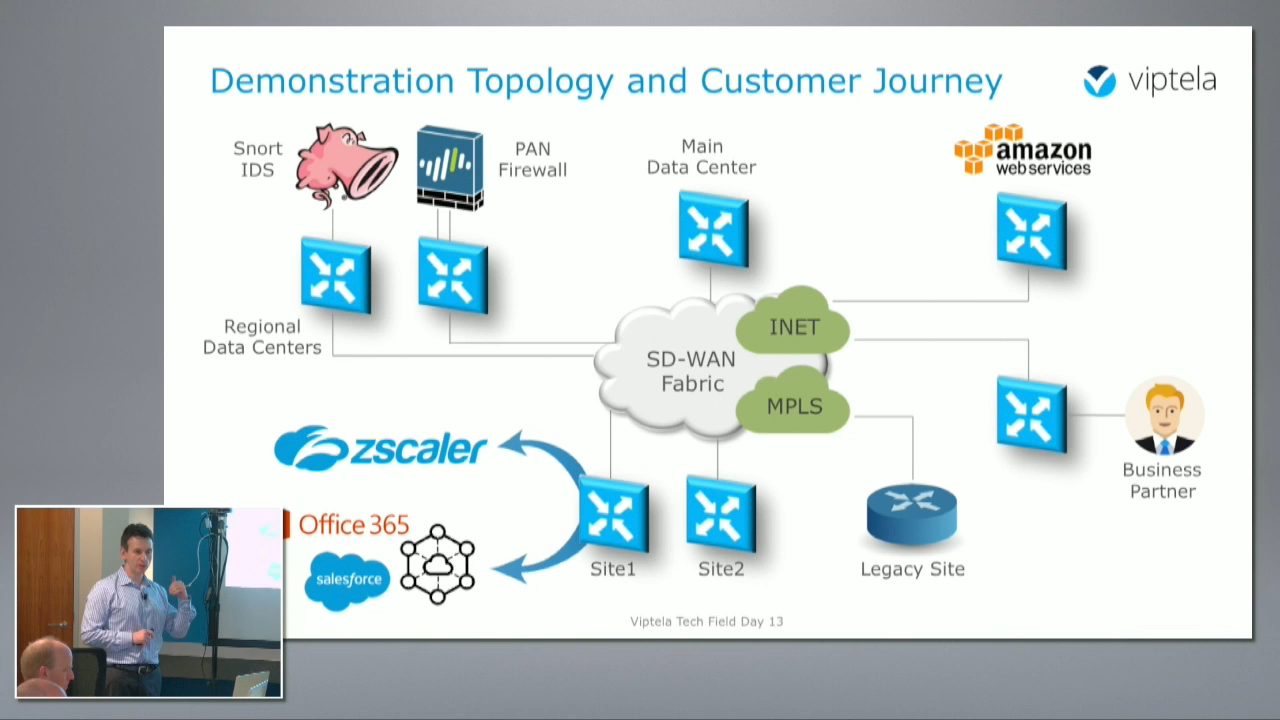 Demonstration Topology and Customer Journey
viptela
Snort
IDS
PAN
Firewall
Main
Data Center
amazon
web services
Regional
Data Centers
INET
SD-WAN
Fabric
MPLS
zscaler
Office 365
salesforce
Site1
Site2
Legacy Site
Business
Partner
Viptela Tech Field Day 13